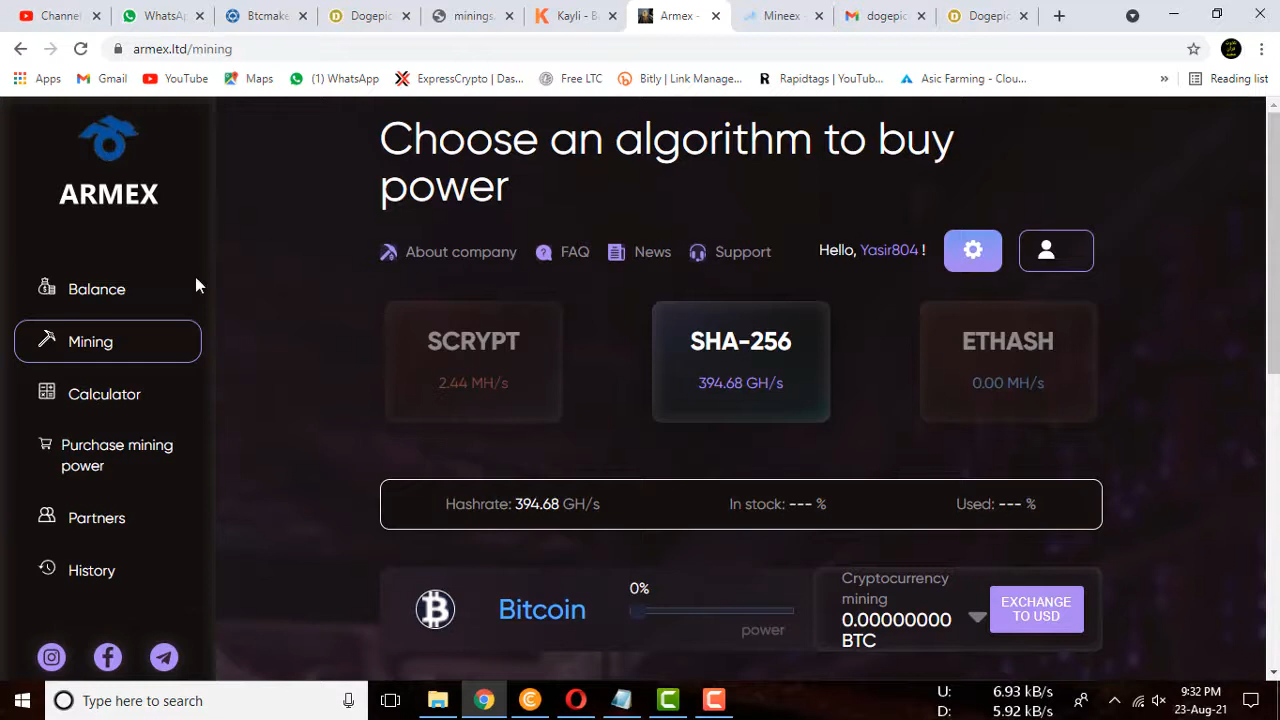 Channel
WhatsA
Btcmake
Dogepic
minings.
Kayli - B
Armex -
Mineex -
dogepic
Dogepic
armex.ltd/mining
Apps
Gmail
YouTube
Maps
(1) WhatsApp
ExpressCrypto | Das...
Free LTC
Bitly | Link Manage...
Rapidtags | YouTub...
Asic Farming - Clou...
»
Reading list
ARMEX
Balance
Mining
Calculator
Purchase mining
power
Partners
History
Choose an algorithm to buy
power
About company
FAQ
News
Support
Hello, Yasir804 !
SCRYPT
2.44 MH/s
SHA-256
394.68 GH/s
ETHASH
0.00 MH/s
Hashrate: 394.68 GH/s
In stock: --- %
Used: --- %
Bitcoin
0%
power
Cryptocurrency
mining
0.00000000
BTC
EXCHANGE
TO USD
Type here to search
U: 6.93 kB/s
D: 5.92 kB/s
3:32 PM
23-Aug-21